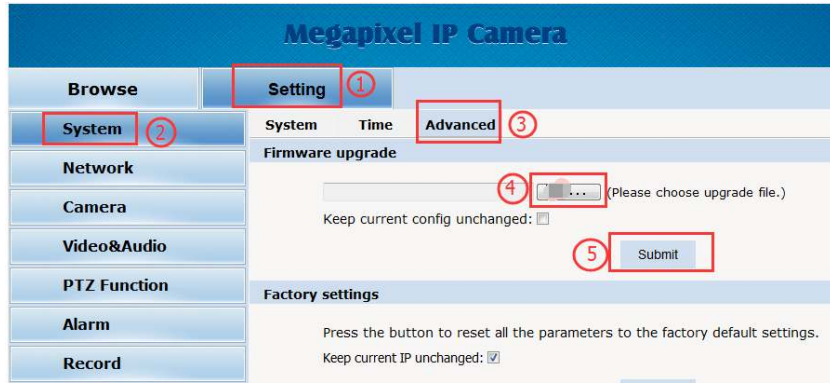 Megapixel IP Camera
Browse Setting ①
System ② System Time Advanced ③
Firmware upgrade
Network
④ ... (Please choose upgrade file.)
Camera
Keep current config unchanged:
Video&Audio
⑤ Submit
PTZ Function
Factory settings
Alarm
Press the button to reset all the parameters to the factory default settings.
Record
Keep current IP unchanged: